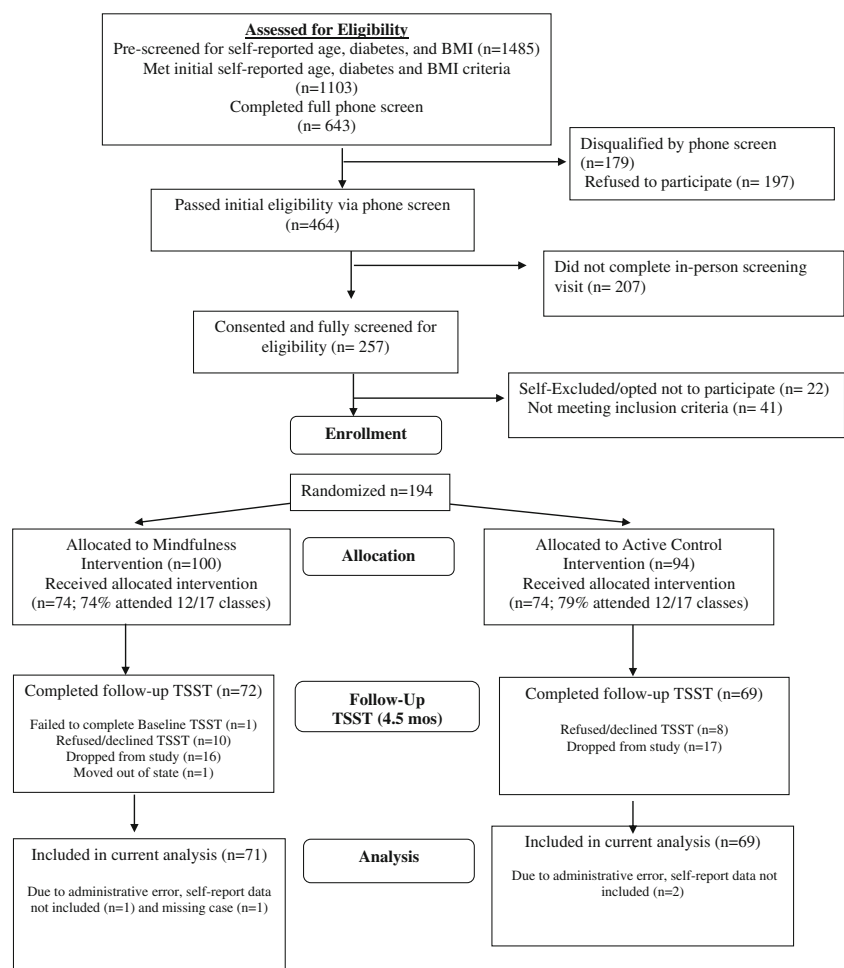 Assessed for Eligibility
Pre-screened for self-reported age, diabetes, and BMI (n=1485)
Met initial self-reported age, diabetes and BMI criteria
(n=1103)
Completed full phone screen
(n= 643)
Disqualified by phone screen
(n=179)
Refused to participate (n= 197)
Passed initial eligibility via phone screen
(n=464)
Did not complete in-person screening
visit (n= 207)
Consented and fully screened for
eligibility (n= 257)
Self-Excluded/opted not to participate (n= 22)
Not meeting inclusion criteria (n= 41)
Enrollment
Randomized n=194
Allocated to Mindfulness
Intervention (n=100)
Received allocated intervention
(n=74; 74% attended 12/17 classes)
Allocation
Allocated to Active Control
Intervention (n=94)
Received allocated intervention
(n=74; 79% attended 12/17 classes)
Completed follow-up TSST (n=72)
Failed to complete Baseline TSST (n=1)
Refused/declined TSST (n=10)
Dropped from study (n=16)
Moved out of state (n=1)
Follow-Up
TSST (4.5 mos)
Completed follow-up TSST (n=69)
Refused/declined TSST (n=8)
Dropped from study (n=17)
Included in current analysis (n=71)
Due to administrative error, self-report data
not included (n=1) and missing case (n=1)
Analysis
Included in current analysis (n=69)
Due to administrative error, self-report data not
included (n=2)